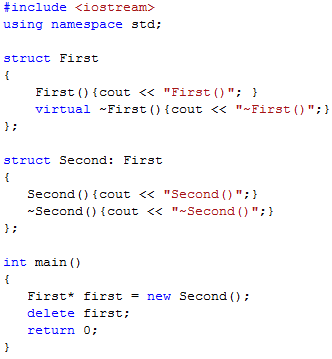 #include <iostream>
using namespace std;

struct First
{
    First(){cout << "First()"; }
    virtual ~First(){cout << "~First()";}
};

struct Second: First
{
   Second(){cout << "Second()";}
   ~Second(){cout << "~Second()";}
};

int main()
{
   First* first = new Second();
   delete first;
   return 0;
}